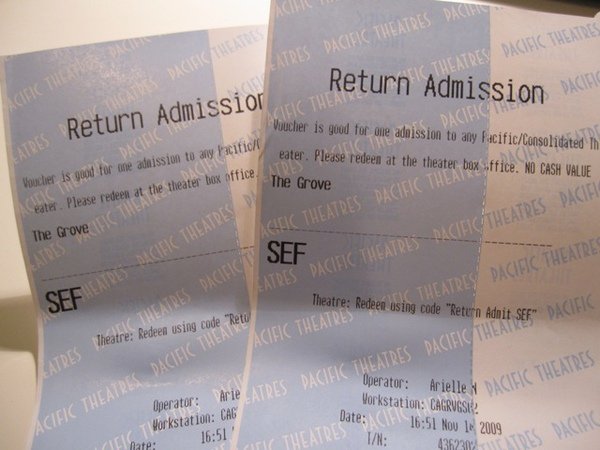 Return Admission
Voucher is good for one admission to any Pacific/C
eater. Please redeem at the theater box office.
The Grove
SEF
Theatre: Redeem using code "Retu
Operator: Arielle
Workstation: CAG
Date: 16:51
Return Admission
Voucher is good for one admission to any Pacific/Consolidated Th
eater. Please redeem at the theater box office. NO CASH VALUE
The Grove
SEF
Theatre: Redeem using code "Return Admit SEF"
Operator: Arielle N
Workstation:
Date: 16:51 Nov 2009
T/N:
PACIFIC THEATRES